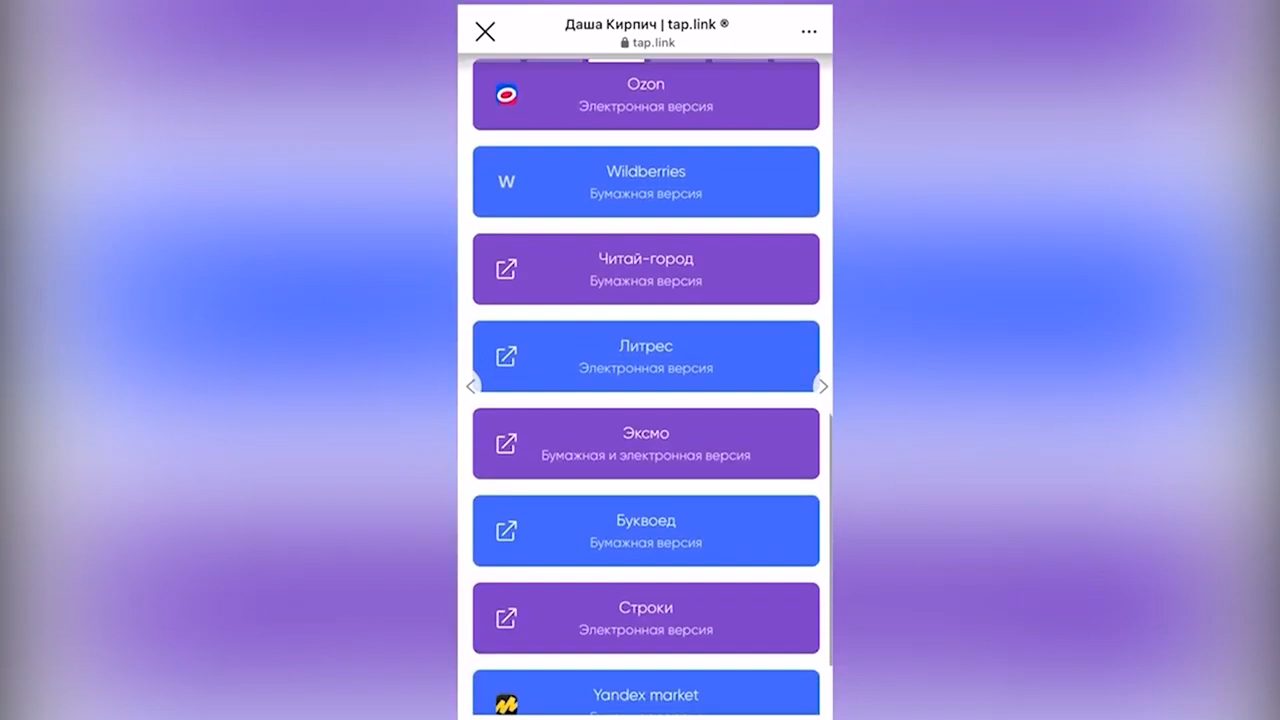 Даша Кирпич | tap.link ®
tap.link
Ozon
Электронная версия
W
Wildberries
Бумажная версия
Читай-город
Бумажная версия
Литрес
Электронная версия
Эксмо
Бумажная и электронная версия
Буквоед
Бумажная версия
Строки
Электронная версия
Yandex market